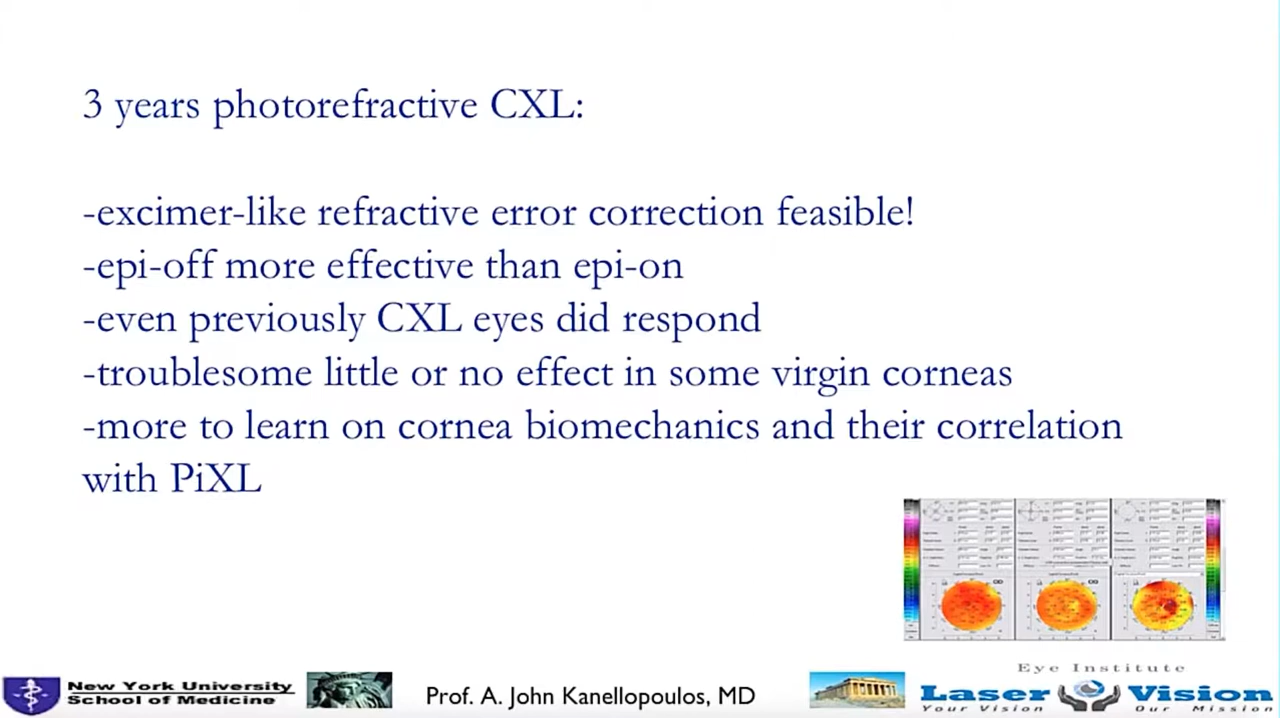 3 years photorefractive CXL:
-excimer-like refractive error correction feasible!
-epi-off more effective than epi-on
-even previously CXL eyes did respond
-troublesome little or no effect in some virgin corneas
-more to learn on cornea biomechanics and their correlation
with PiXL
New York University
School of Medicine
Prof. A. John Kanellopoulos, MD
Eye Institute
Laser Vision
Your Vision Our Mission